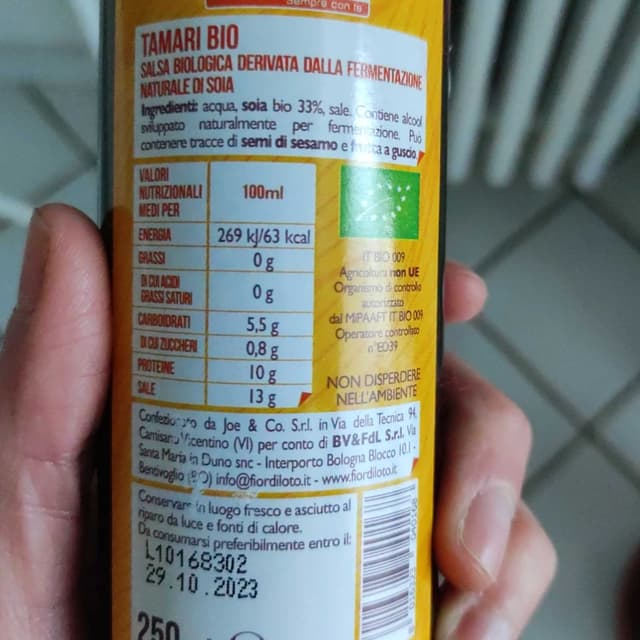 Sempre con te
TAMARI BIO
SALSA BIOLOGICA DERIVATA DALLA FERMENTAZIONE
NATURALE DI SOIA
Ingredienti: acqua, soia bio 33%, sale. Contiene alcool
sviluppato naturalmente per fermentazione. Può
contenere tracce di semi di sesamo e frutta a guscio.
VALORI
NUTRIZIONALI
MEDI PER
100ml
ENERGIA 269 kJ/63 kcal
GRASSI 0 g
DI CUI ACIDI
GRASSI SATURI 0 g
CARBOIDRATI 5,5 g
DI CUI ZUCCHERI 0,8 g
PROTEINE 10 g
SALE 13 g
IT BIO 009
Agricoltura non UE
Organismo di controllo
autorizzato
dal MIPAAFT IT BIO 009
Operatore controllato
n°ED39
NON DISPERDERE
NELL'AMBIENTE
Confezionato da Joe & Co. S.r.l. in Via della Tecnica 94,
Camisano Vicentino (VI) per conto di BV&FdL S.r.l. Via
Santa Maria in Duno snc - Interporto Bologna Blocco 10.1 -
Bentivoglio (BO) info@fiordiloto.it - www.fiordiloto.it
Conservare in luogo fresco e asciutto al
riparo da luce e fonti di calore.
Da consumarsi preferibilmente entro il:
L10168302
29.10.2023
250